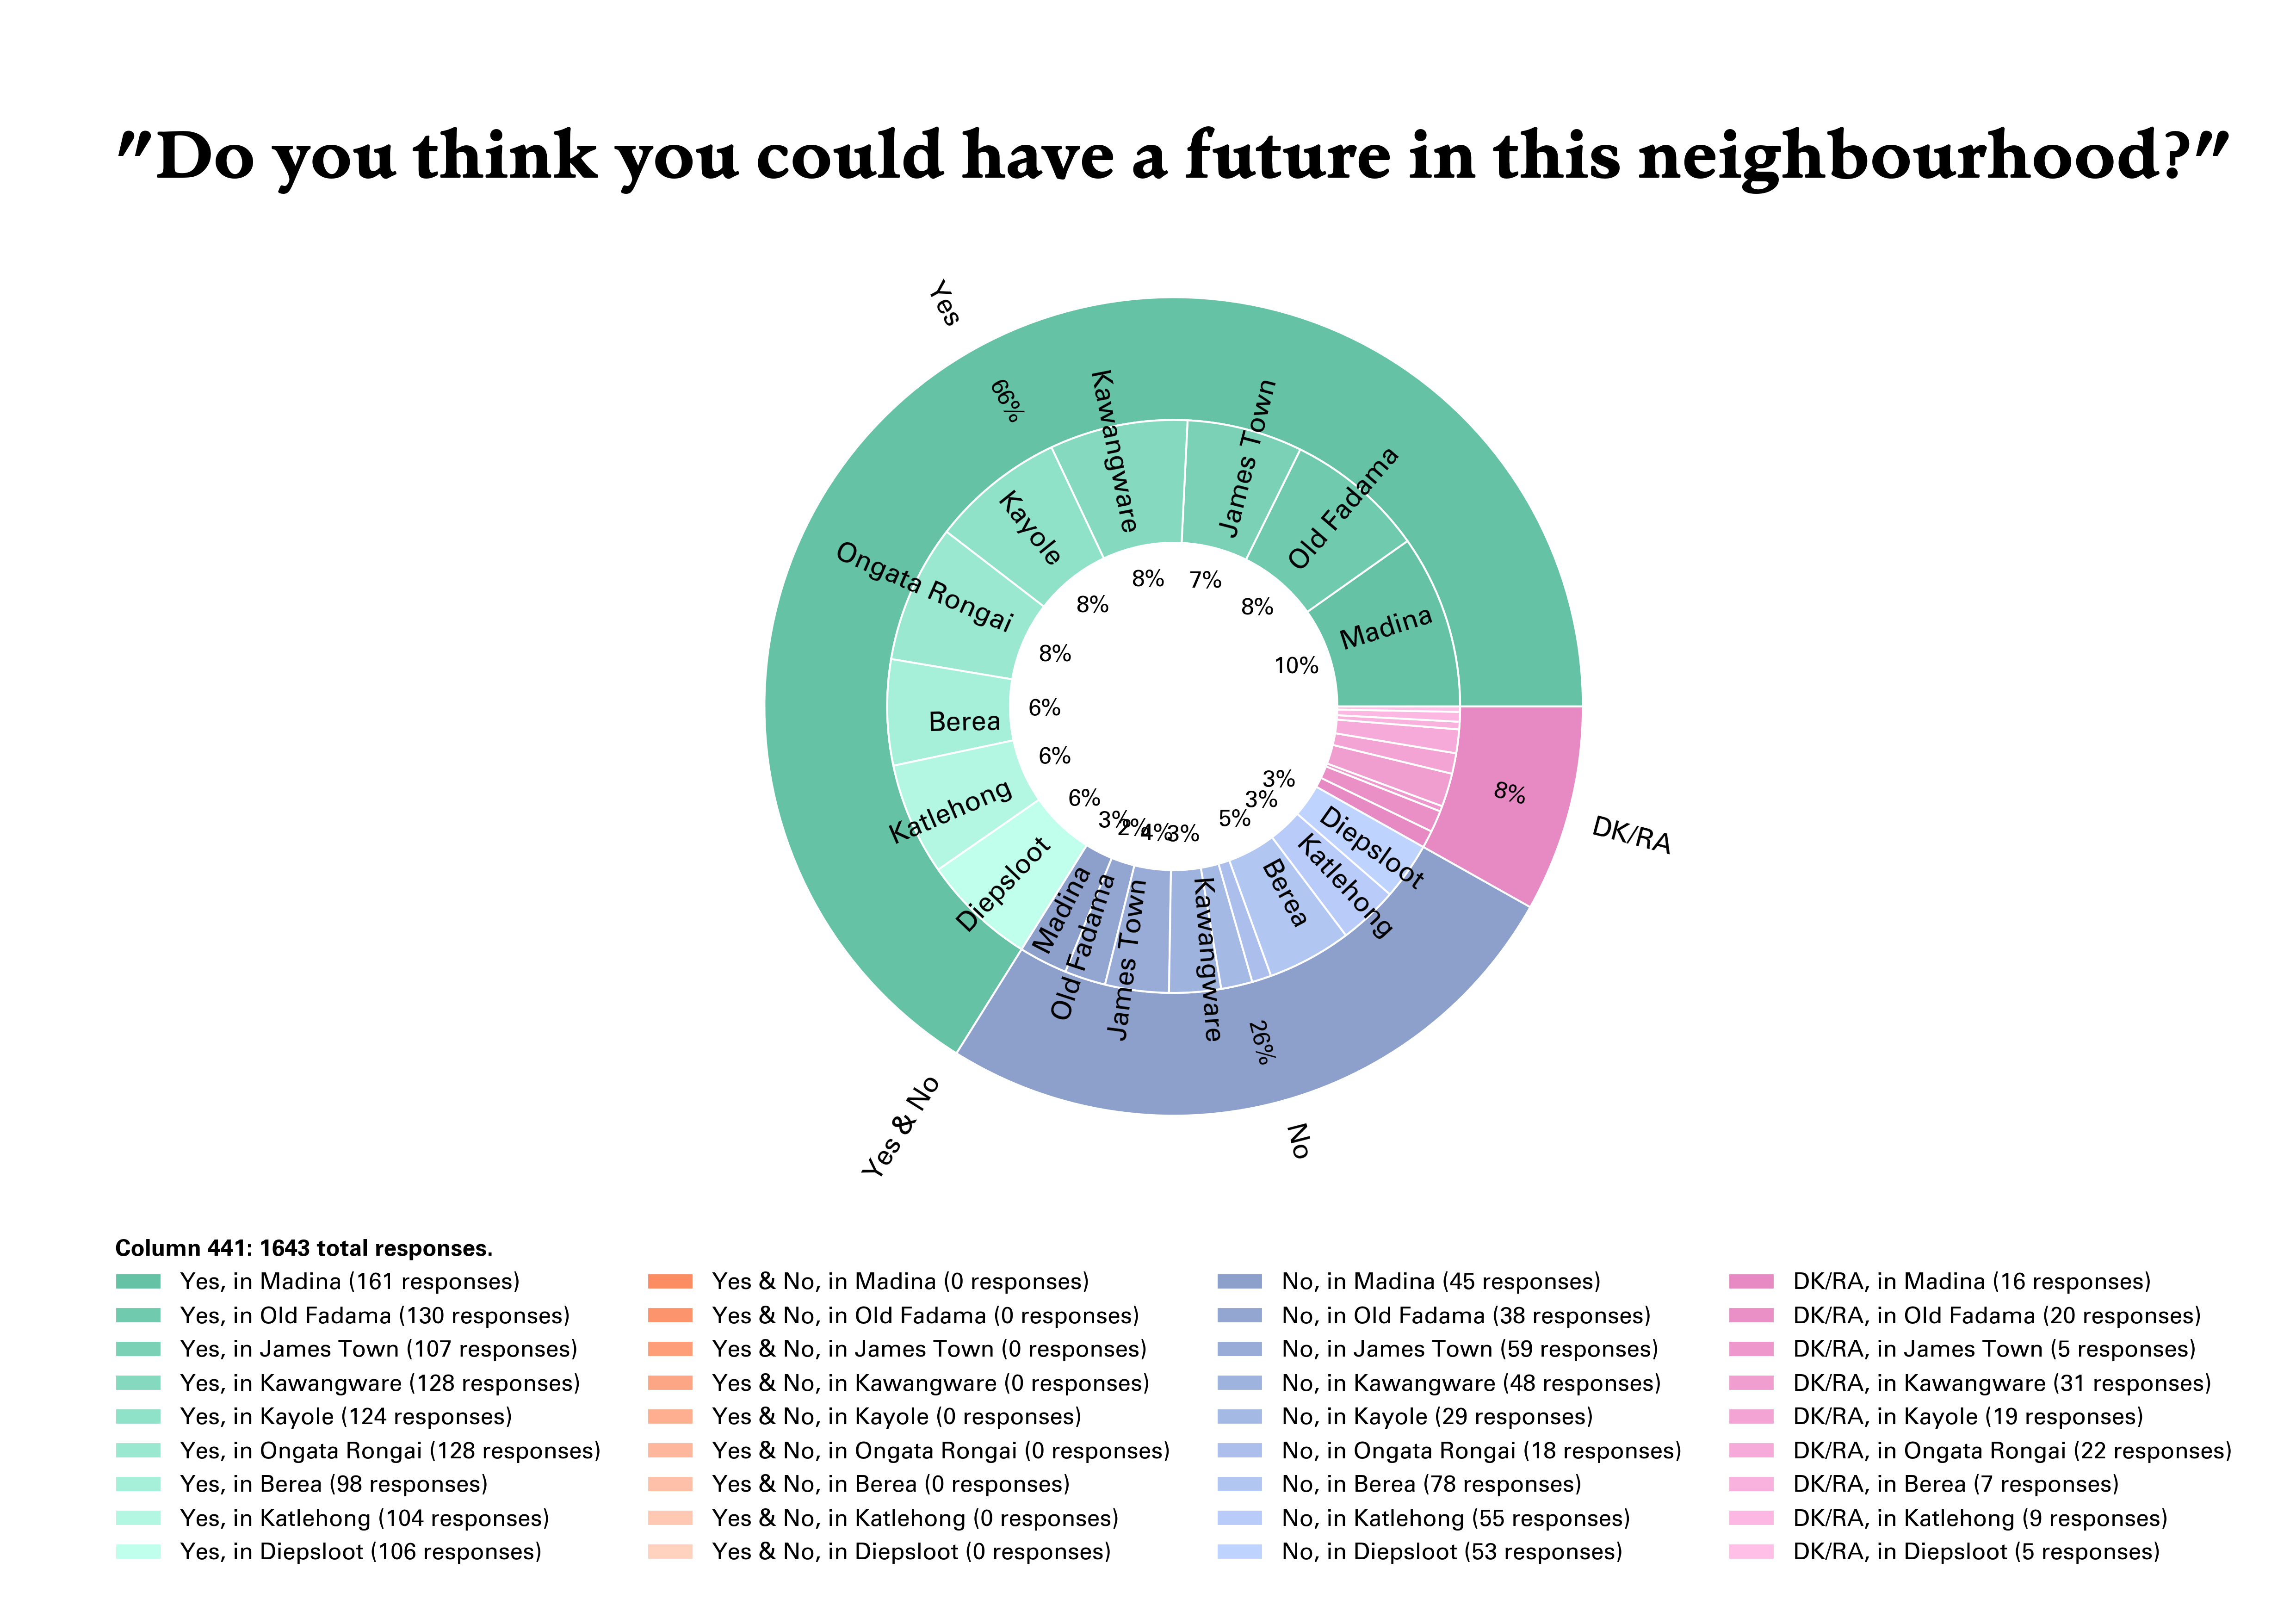 "Do you think you could have a future in this neighbourhood?"
Yes
66%
Kawangware
James Town
Old Fadama
Kayole
Ongata Rongai
Madina
8%
7%
8%
8%
8%
10%
Berea
6%
6%
Katlehong
6%
Diepsloot
3%
2%
4%
3%
5%
3%
3%
Madina
Old Fadama
James Town
Kawangware
Berea
Katlehong
Diepsloot
8%
DK/RA
26%
Yes & No
No
Column 441: 1643 total responses.
Yes, in Madina (161 responses)
Yes, in Old Fadama (130 responses)
Yes, in James Town (107 responses)
Yes, in Kawangware (128 responses)
Yes, in Kayole (124 responses)
Yes, in Ongata Rongai (128 responses)
Yes, in Berea (98 responses)
Yes, in Katlehong (104 responses)
Yes, in Diepsloot (106 responses)
Yes & No, in Madina (0 responses)
Yes & No, in Old Fadama (0 responses)
Yes & No, in James Town (0 responses)
Yes & No, in Kawangware (0 responses)
Yes & No, in Kayole (0 responses)
Yes & No, in Ongata Rongai (0 responses)
Yes & No, in Berea (0 responses)
Yes & No, in Katlehong (0 responses)
Yes & No, in Diepsloot (0 responses)
No, in Madina (45 responses)
No, in Old Fadama (38 responses)
No, in James Town (59 responses)
No, in Kawangware (48 responses)
No, in Kayole (29 responses)
No, in Ongata Rongai (18 responses)
No, in Berea (78 responses)
No, in Katlehong (55 responses)
No, in Diepsloot (53 responses)
DK/RA, in Madina (16 responses)
DK/RA, in Old Fadama (20 responses)
DK/RA, in James Town (5 responses)
DK/RA, in Kawangware (31 responses)
DK/RA, in Kayole (19 responses)
DK/RA, in Ongata Rongai (22 responses)
DK/RA, in Berea (7 responses)
DK/RA, in Katlehong (9 responses)
DK/RA, in Diepsloot (5 responses)